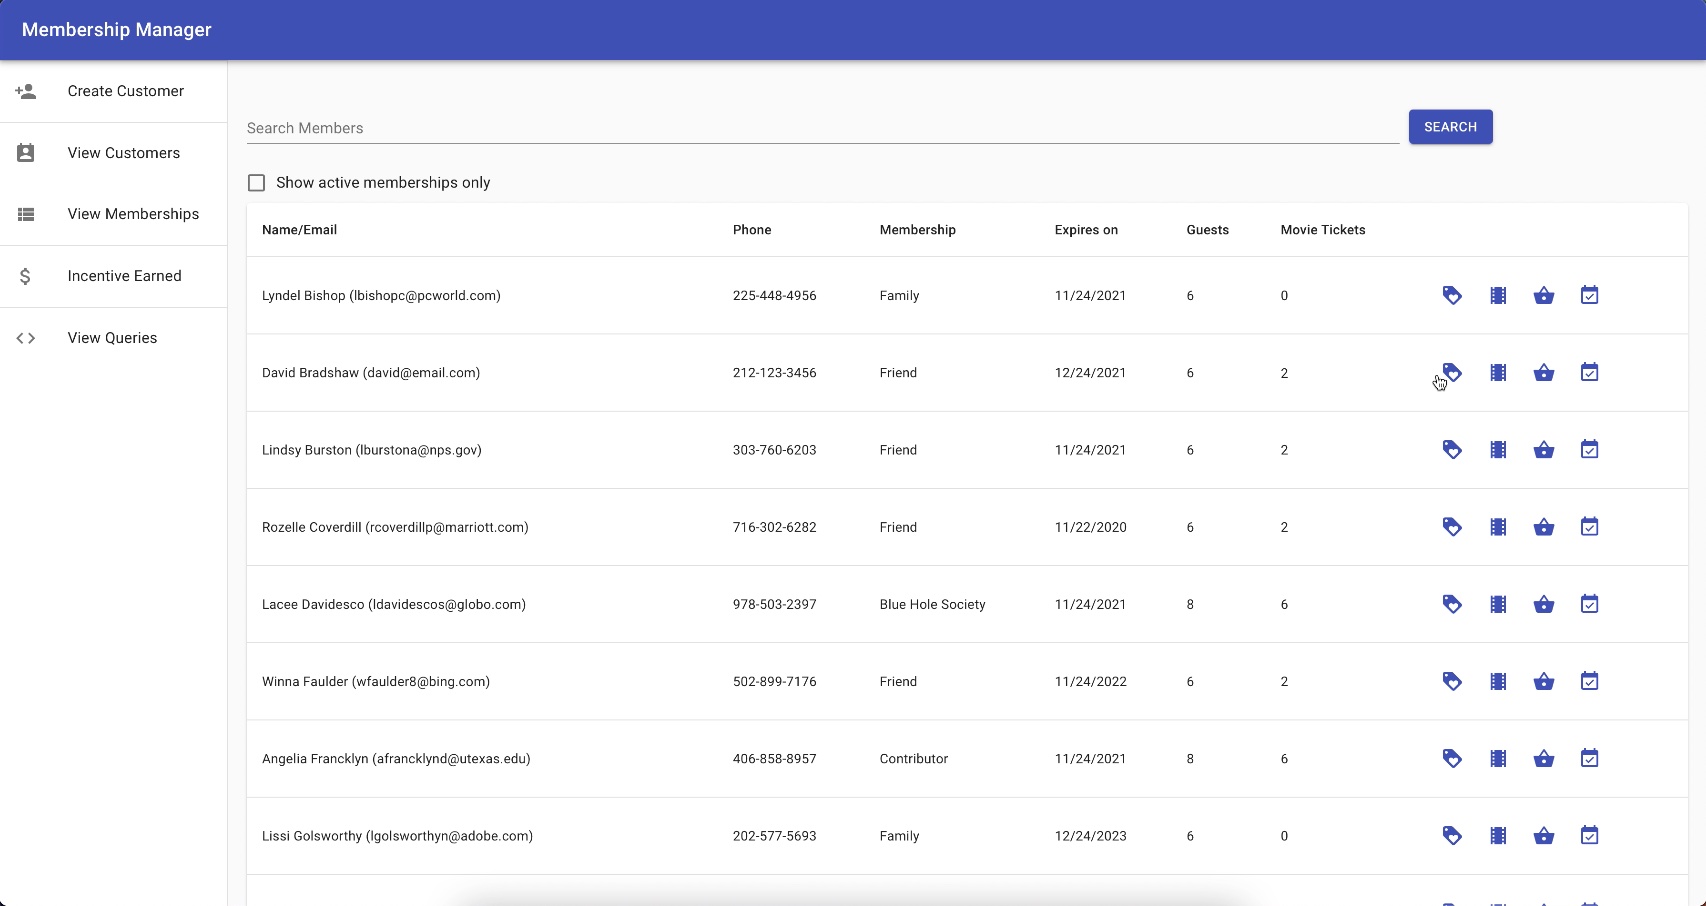 Membership Manager
Create Customer
View Customers
View Memberships
Incentive Earned
View Queries
Search Members
SEARCH
Show active memberships only
Name/Email Phone Membership Expires on Guests Movie Tickets
Lyndel Bishop (lbishopc@pcworld.com) 225-448-4956 Family 11/24/2021 6 0
David Bradshaw (david@email.com) 212-123-3456 Friend 12/24/2021 6 2
Lindsy Burston (lburstona@nps.gov) 303-760-6203 Friend 11/24/2021 6 2
Rozelle Coverdill (rcoverdillp@marriott.com) 716-302-6282 Friend 11/22/2020 6 2
Lacee Davidesco (ldavidescos@globo.com) 978-503-2397 Blue Hole Society 11/24/2021 8 6
Winna Faulder (wfaulder8@bing.com) 502-899-7176 Friend 11/24/2022 6 2
Angelia Francklyn (afrancklynd@utexas.edu) 406-858-8957 Contributor 11/24/2021 8 6
Lissi Golsworthy (lgolsworthyn@adobe.com) 202-577-5693 Family 12/24/2023 6 0